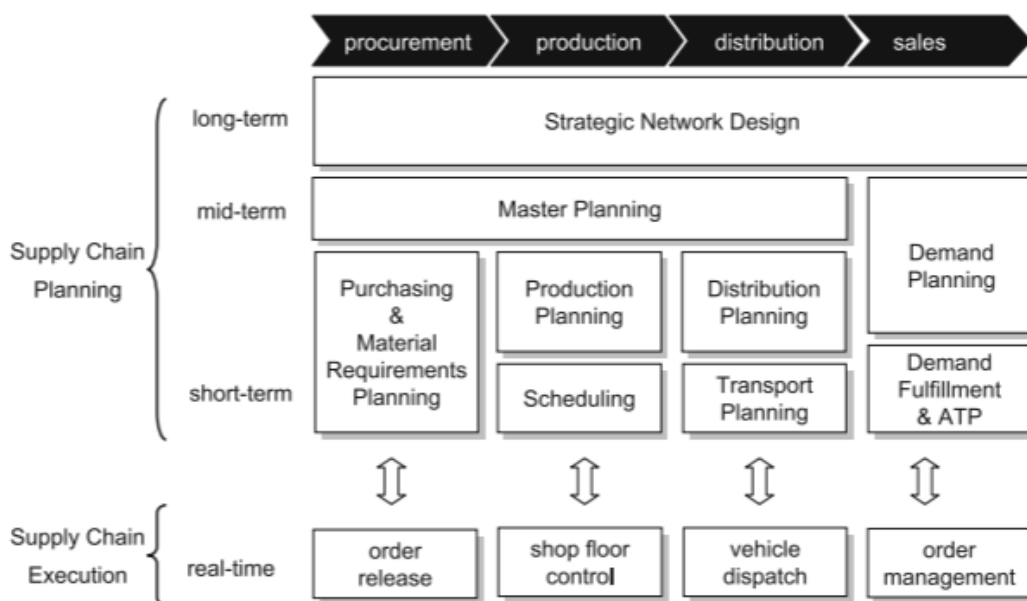 procurement
production
distribution
sales
long-term
Strategic Network Design
mid-term
Master Planning
Supply Chain
Planning
Demand
Planning
Purchasing
&
Material
Requirements
Planning
Production
Planning
Distribution
Planning
short-term
Scheduling
Transport
Planning
Demand
Fulfillment
& ATP
Supply Chain
Execution
real-time
order
release
shop floor
control
vehicle
dispatch
order
management